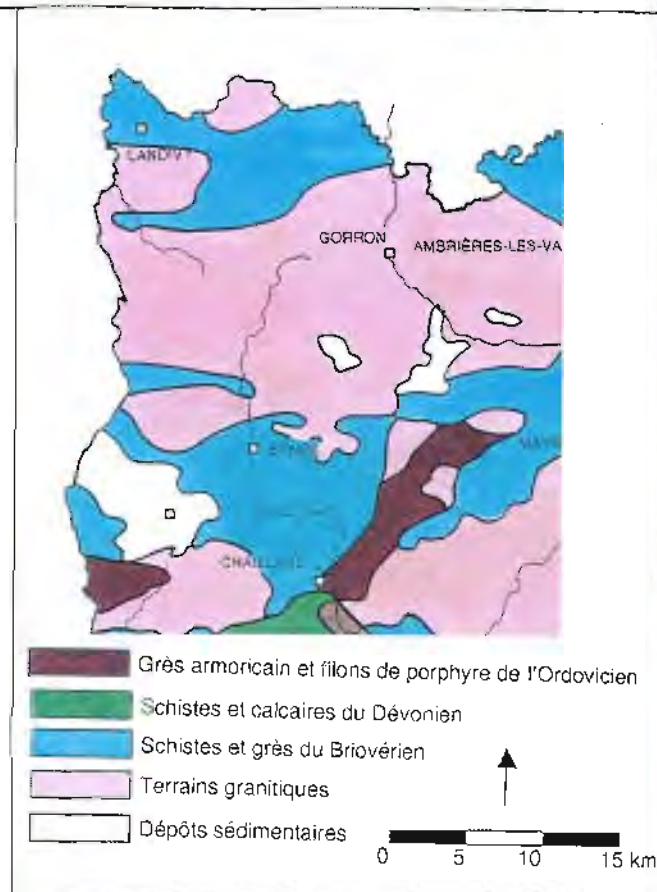 LANDIVY
GORRON
AMBRIÈRES-LES-VA
CHAILLAND
Grès armoricain et filons de porphyre de l'Ordovicien
Schistes et calcaires du Dévonien
Schistes et grès du Briovérien
Terrains granitiques
Dépôts sédimentaires
0 5 10 15 km